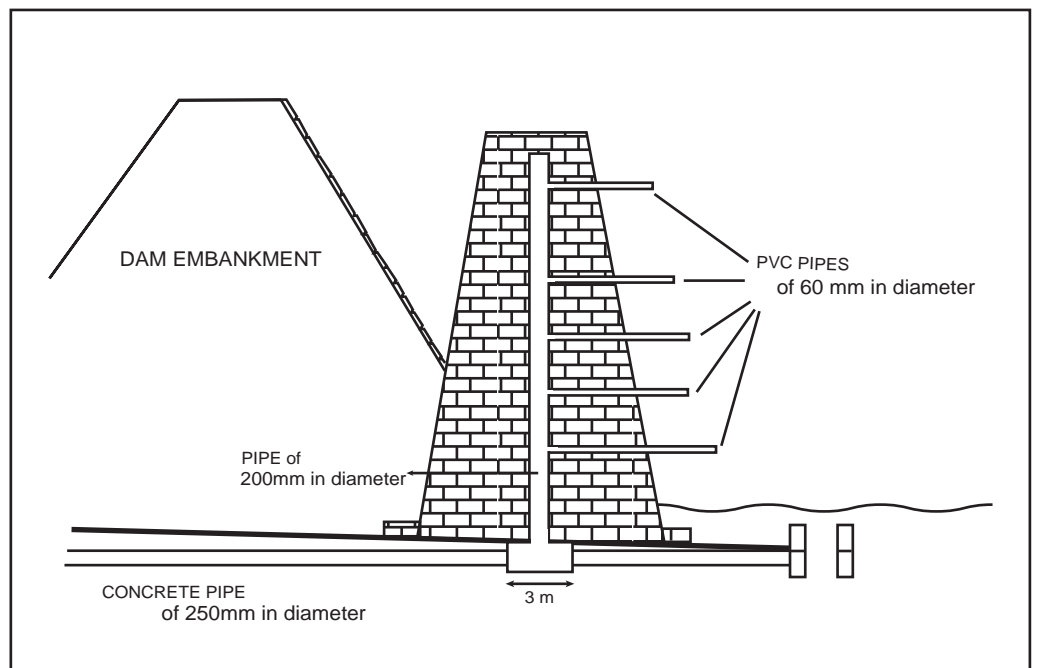 DAM EMBANKMENT
PVC PIPES
of 60 mm in diameter
PIPE of
200mm in diameter
CONCRETE PIPE
of 250mm in diameter
3 m